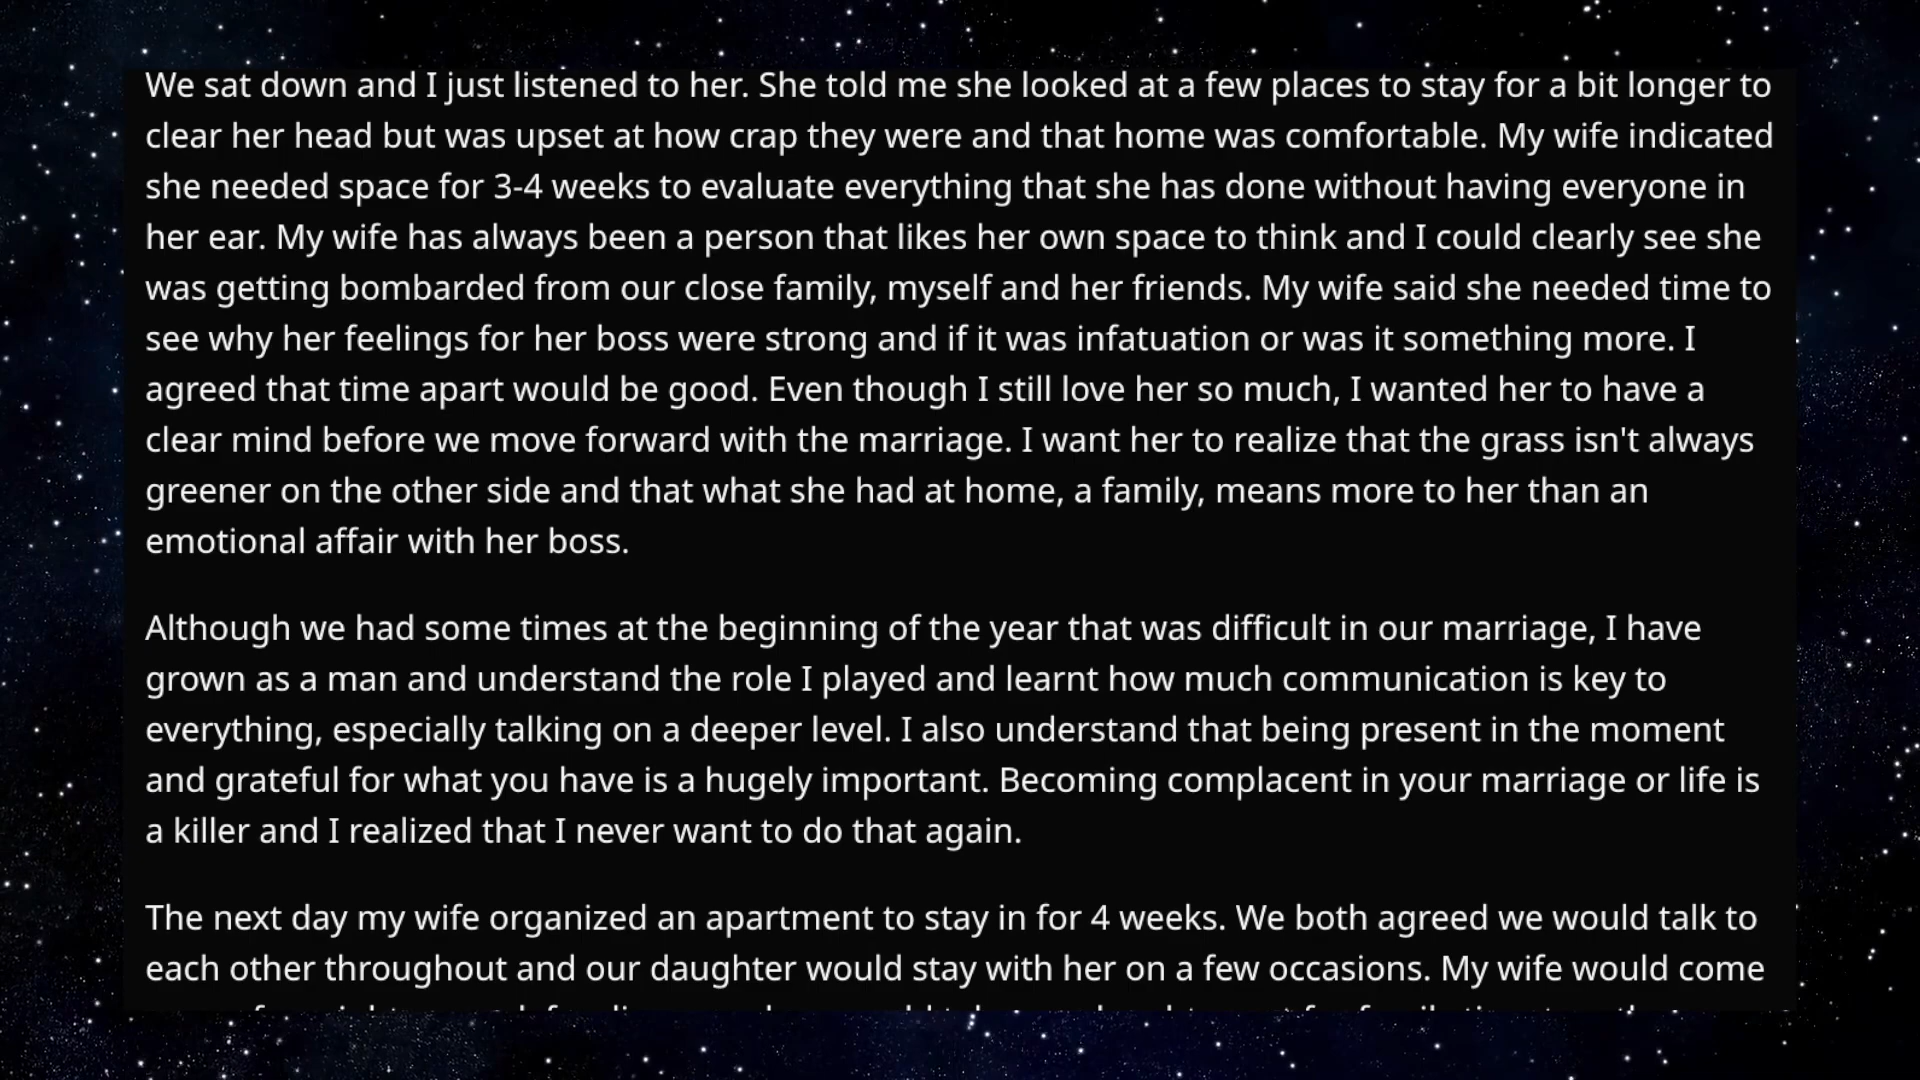 We sat down and I just listened to her. She told me she looked at a few places to stay for a bit longer to
clear her head but was upset at how crap they were and that home was comfortable. My wife indicated
she needed space for 3-4 weeks to evaluate everything that she has done without having everyone in
her ear. My wife has always been a person that likes her own space to think and I could clearly see she
was getting bombarded from our close family, myself and her friends. My wife said she needed time to
see why her feelings for her boss were strong and if it was infatuation or was it something more. I
agreed that time apart would be good. Even though I still love her so much, I wanted her to have a
clear mind before we move forward with the marriage. I want her to realize that the grass isn't always
greener on the other side and that what she had at home, a family, means more to her than an
emotional affair with her boss.
Although we had some times at the beginning of the year that was difficult in our marriage, I have
grown as a man and understand the role I played and learnt how much communication is key to
everything, especially talking on a deeper level. I also understand that being present in the moment
and grateful for what you have is a hugely important. Becoming complacent in your marriage or life is
a killer and I realized that I never want to do that again.
The next day my wife organized an apartment to stay in for 4 weeks. We both agreed we would talk to
each other throughout and our daughter would stay with her on a few occasions. My wife would come